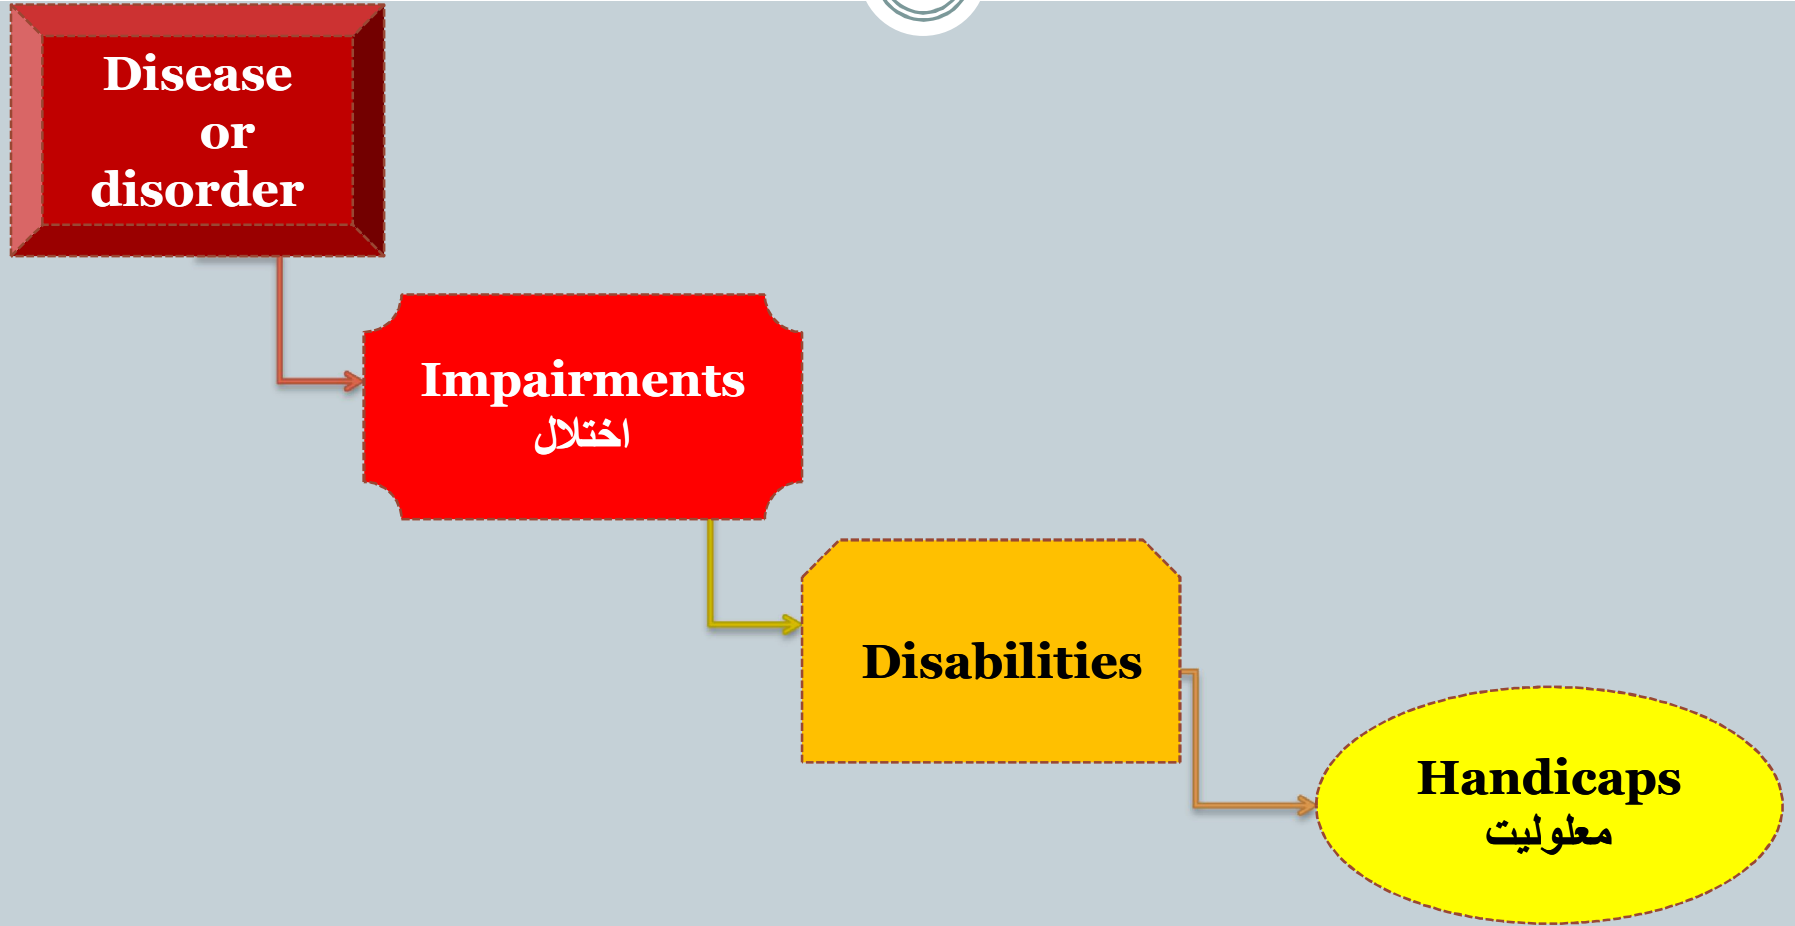 Disease
or
disorder
Impairments
اختلال
Disabilities
Handicaps
معلولیت